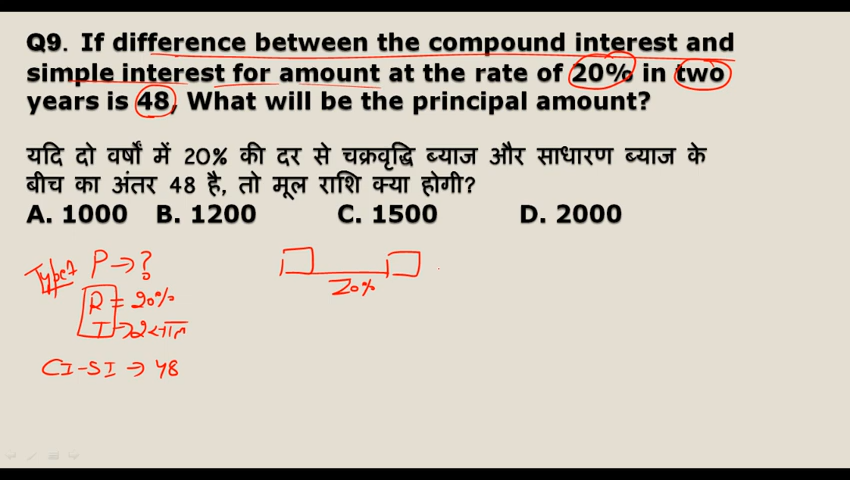 Q9. If difference between the compound interest and
simple interest for amount at the rate of 20% in two
years is 48, What will be the principal amount?
यदि दो वर्षों में 20% की दर से चक्रवृद्धि ब्याज और साधारण ब्याज के
बीच का अंतर 48 है, तो मूल राशि क्या होगी?
A. 1000 B. 1200 C. 1500 D. 2000
P → ?
R = 20%
20%
CI-SI → 48